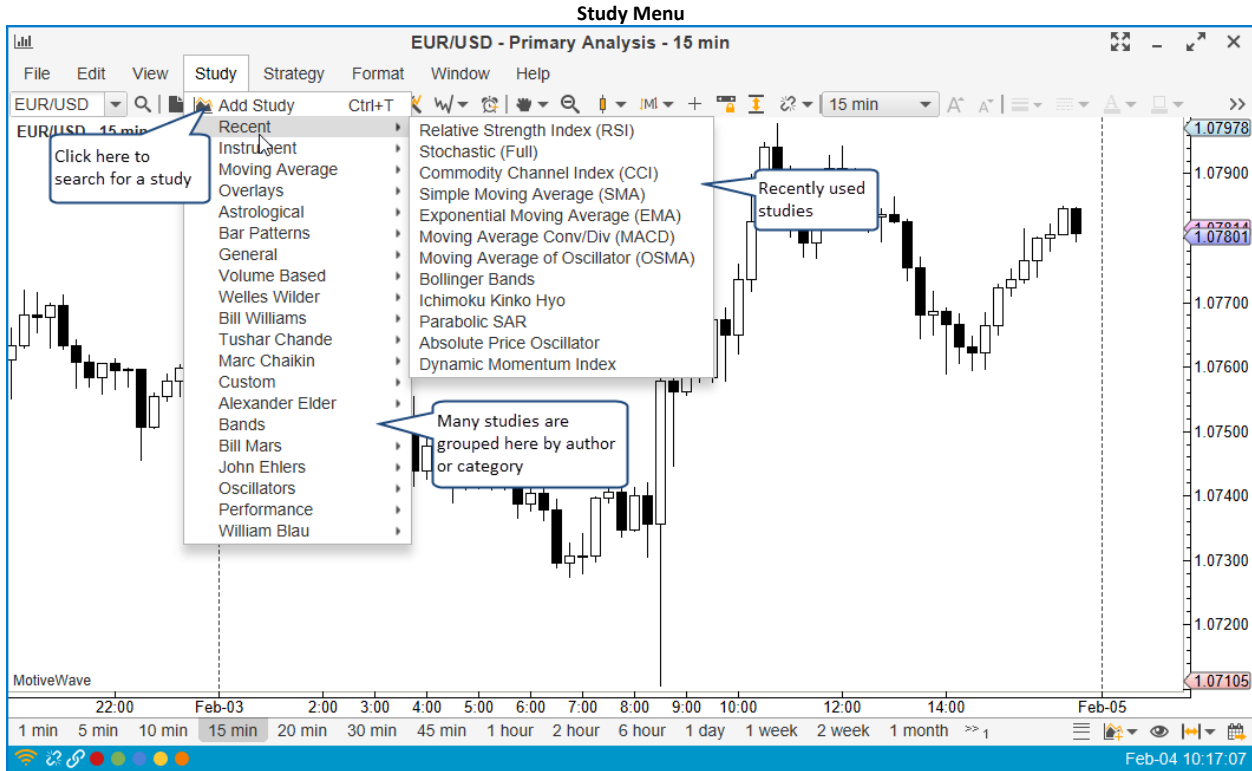 Study Menu
EUR/USD - Primary Analysis - 15 min
File Edit View Study Strategy Format Window Help
EUR/USD
15 min
EUR/USD 15 min
Add Study Ctrl+T
Recent
Instrument
Moving Average
Overlays
Astrological
Bar Patterns
General
Volume Based
Welles Wilder
Bill Williams
Tushar Chande
Marc Chaikin
Custom
Alexander Elder
Bands
Bill Mars
John Ehlers
Oscillators
Performance
William Blau
Relative Strength Index (RSI)
Stochastic (Full)
Commodity Channel Index (CCI)
Simple Moving Average (SMA)
Exponential Moving Average (EMA)
Moving Average Conv/Div (MACD)
Moving Average of Oscillator (OSMA)
Bollinger Bands
Ichimoku Kinko Hyo
Parabolic SAR
Absolute Price Oscillator
Dynamic Momentum Index
Click here to
search for a study
Recently used
studies
Many studies are
grouped here by author
or category
1.07978
1.07900
1.07801
1.07700
1.07600
1.07500
1.07400
1.07300
1.07200
1.07105
MotiveWave
22:00 Feb-03 2:00 3:00 4:00 5:00 6:00 7:00 8:00 9:00 10:00 12:00 14:00 Feb-05
1 min 5 min 10 min 15 min 20 min 30 min 45 min 1 hour 2 hour 6 hour 1 day 1 week 2 week 1 month >> 1
Feb-04 10:17:07